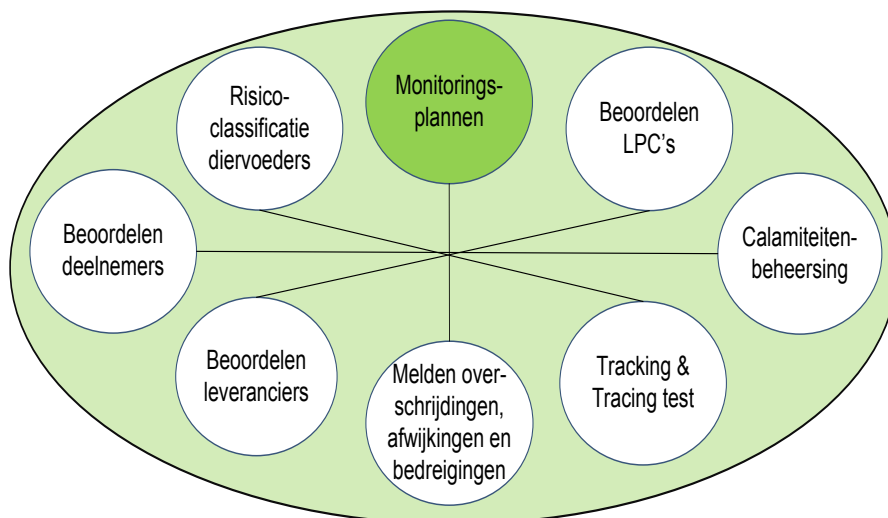 Risico-
classificatie
diervoeders
Monitorings-
plannen
Beoordelen
LPC's
Beoordelen
deelnemers
Calamiteiten-
beheersing
Beoordelen
leveranciers
Melden over-
schrijdingen,
afwijkingen en
bedreigingen
Tracking &
Tracing test